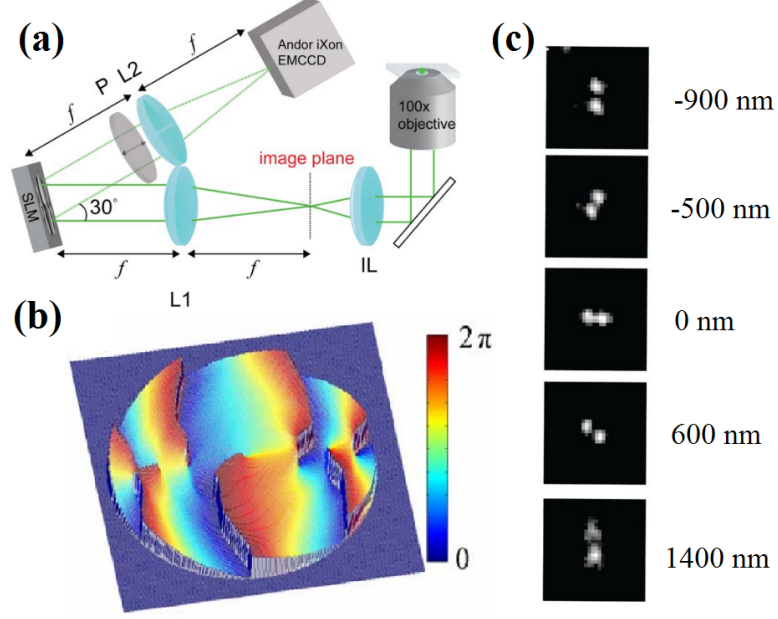 (a)
f
P L2
f
Andor iXon
EMCCD
100x
objective
image plane
SLM
30°
f
f
IL
L1
(b)
2 π
0
(c)
-900 nm
-500 nm
0 nm
600 nm
1400 nm